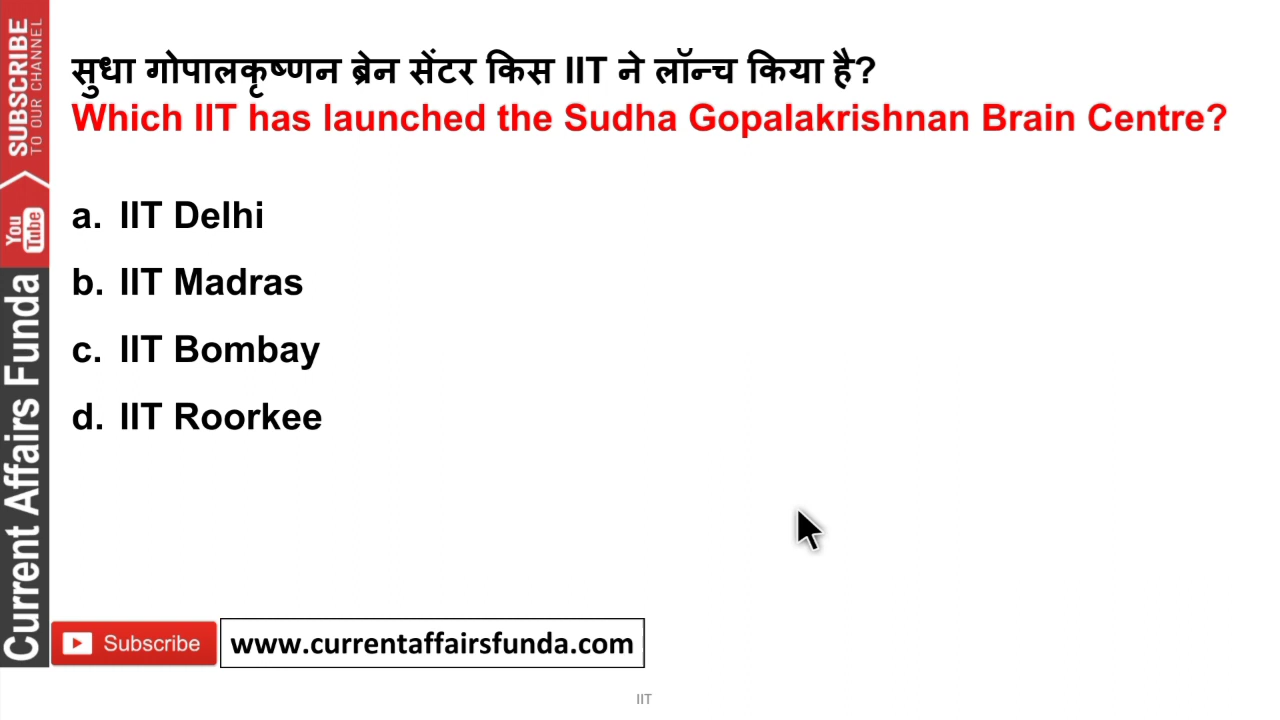 सुधा गोपालकृष्णन ब्रेन सेंटर किस IIT ने लॉन्च किया है?
Which IIT has launched the Sudha Gopalakrishnan Brain Centre?
a. IIT Delhi
b. IIT Madras
c. IIT Bombay
d. IIT Roorkee
SUBSCRIBE
TO OUR CHANNEL
You
Tube
Current Affairs Funda
Subscribe
www.currentaffairsfunda.com
IIT